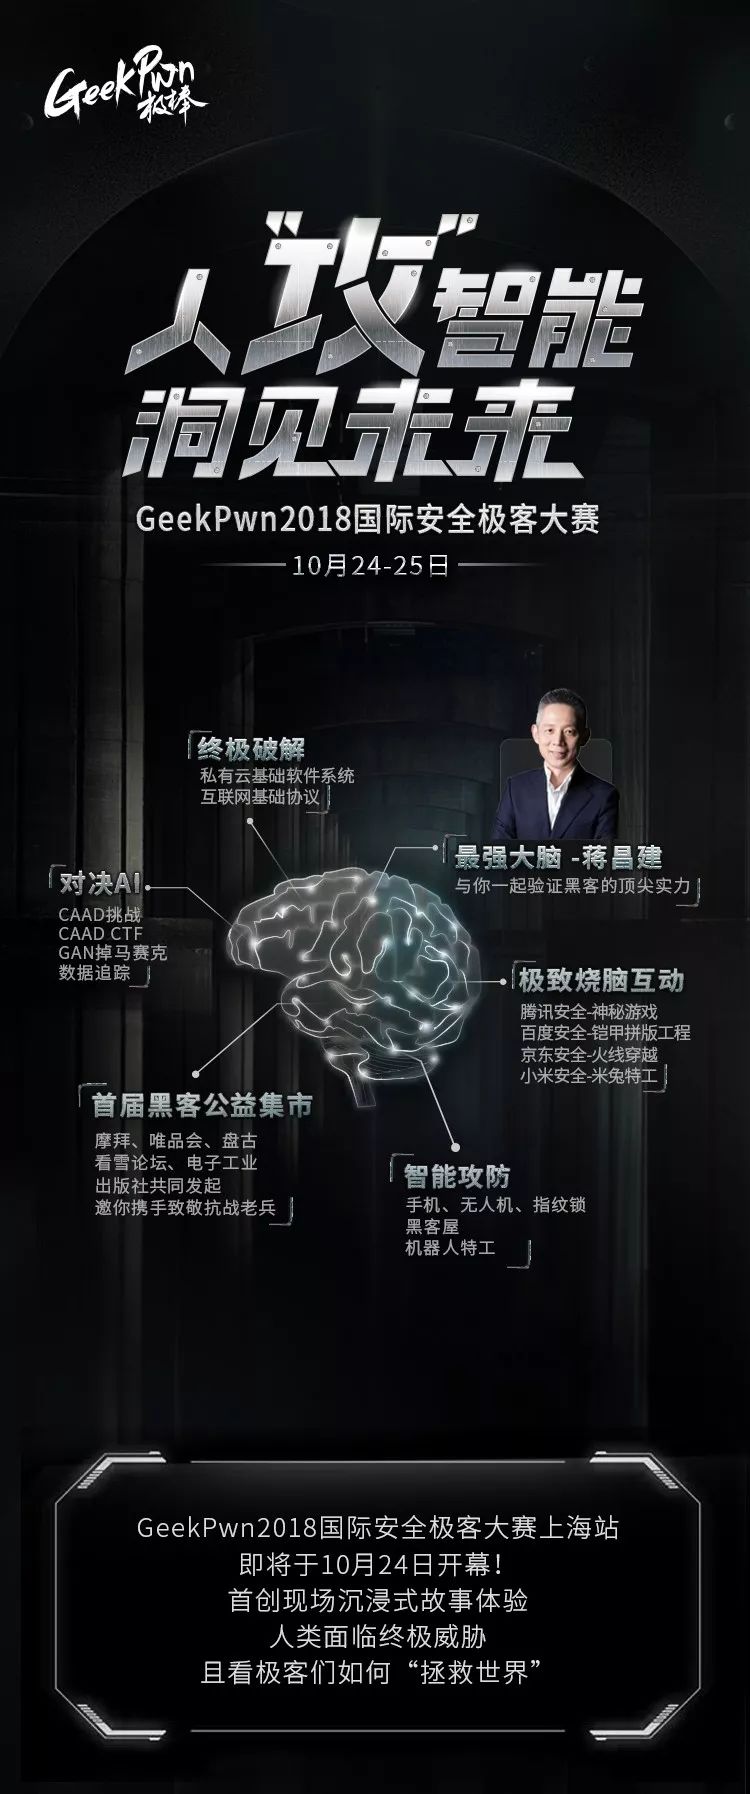 GeekPwn
极棒
人“攻”智能
洞见未来
GeekPwn2018国际安全极客大赛
10月24-25日
终极破解
私有云基础软件系统
互联网基础协议
最强大脑 -蒋昌建
与你一起验证黑客的顶尖实力
对决AI
CAAD挑战
CAAD CTF
GAN掉马赛克
数据追踪
极致烧脑互动
腾讯安全-神秘游戏
百度安全-铠甲拼版工程
京东安全-火线穿越
小米安全-米兔特工
首届黑客公益集市
摩拜、唯品会、盘古
看雪论坛、电子工业
出版社共同发起
邀你携手致敬抗战老兵
智能攻防
手机、无人机、指纹锁
黑客屋
机器人特工
GeekPwn2018国际安全极客大赛上海站
即将于10月24日开幕！
首创现场沉浸式故事体验
人类面临终极威胁
且看极客们如何“拯救世界”